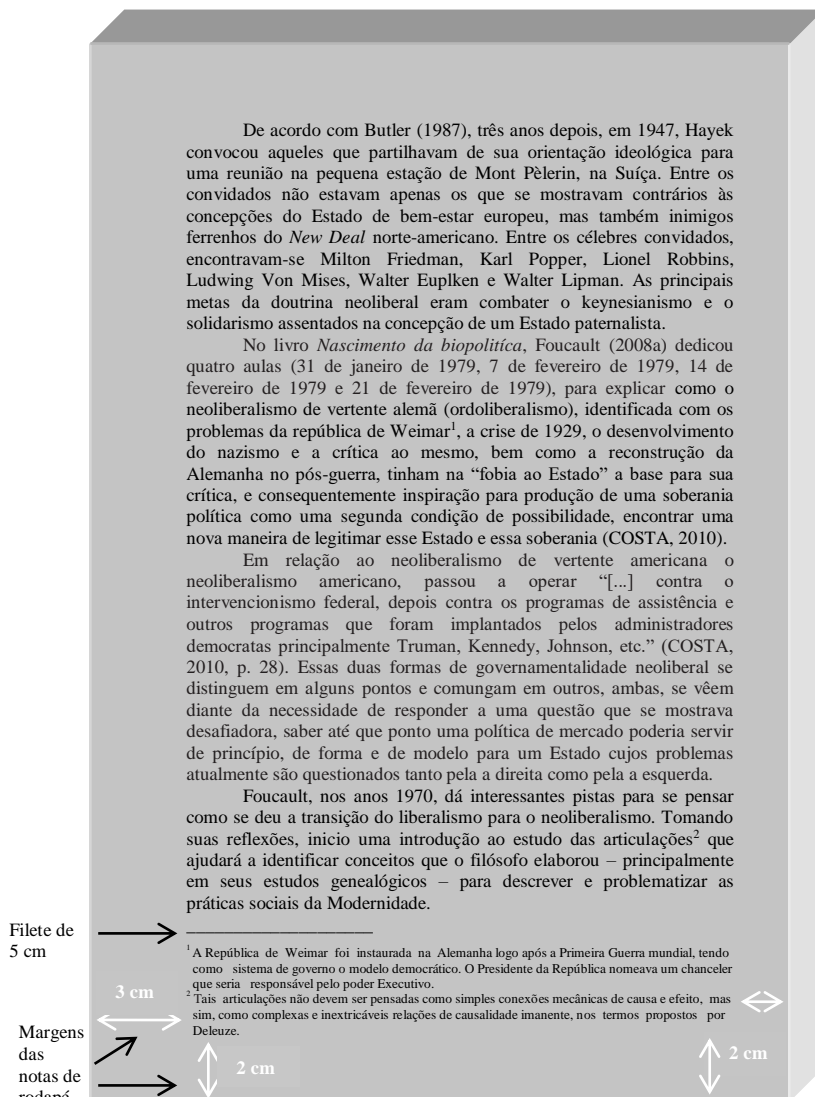 De acordo com Butler (1987), três anos depois, em 1947, Hayek
convocou aqueles que partilhavam de sua orientação ideológica para
uma reunião na pequena estação de Mont Pèlerin, na Suíça. Entre os
convidados não estavam apenas os que se mostravam contrários às
concepções do Estado de bem-estar europeu, mas também inimigos
ferrenhos do New Deal norte-americano. Entre os célebres convidados,
encontravam-se Milton Friedman, Karl Popper, Lionel Robbins,
Ludwing Von Mises, Walter Euplken e Walter Lipman. As principais
metas da doutrina neoliberal eram combater o keynesianismo e o
solidarismo assentados na concepção de um Estado paternalista.
No livro Nascimento da biopolitíca, Foucault (2008a) dedicou
quatro aulas (31 de janeiro de 1979, 7 de fevereiro de 1979, 14 de
fevereiro de 1979 e 21 de fevereiro de 1979), para explicar como o
neoliberalismo de vertente alemã (ordoliberalismo), identificada com os
problemas da república de Weimar¹, a crise de 1929, o desenvolvimento
do nazismo e a crítica ao mesmo, bem como a reconstrução da
Alemanha no pós-guerra, tinham na “fobia ao Estado” a base para sua
crítica, e consequentemente inspiração para produção de uma soberania
política como uma segunda condição de possibilidade, encontrar uma
nova maneira de legitimar esse Estado e essa soberania (COSTA, 2010).
Em relação ao neoliberalismo de vertente americana o
neoliberalismo americano, passou a operar “[...] contra o
intervencionismo federal, depois contra os programas de assistência e
outros programas que foram implantados pelos administradores
democratas principalmente Truman, Kennedy, Johnson, etc.” (COSTA,
2010, p. 28). Essas duas formas de governamentalidade neoliberal se
distinguem em alguns pontos e comungam em outros, ambas, se vêem
diante da necessidade de responder a uma questão que se mostrava
desafiadora, saber até que ponto uma política de mercado poderia servir
de princípio, de forma e de modelo para um Estado cujos problemas
atualmente são questionados tanto pela a direita como pela a esquerda.
Foucault, nos anos 1970, dá interessantes pistas para se pensar
como se deu a transição do liberalismo para o neoliberalismo. Tomando
suas reflexões, inicio uma introdução ao estudo das articulações² que
ajudará a identificar conceitos que o filósofo elaborou – principalmente
em seus estudos genealógicos – para descrever e problematizar as
práticas sociais da Modernidade.
Filete de
5 cm
¹ A República de Weimar foi instaurada na Alemanha logo após a Primeira Guerra mundial, tendo
como sistema de governo o modelo democrático. O Presidente da República nomeava um chanceler
que seria responsável pelo poder Executivo.
² Tais articulações não devem ser pensadas como simples conexões mecânicas de causa e efeito, mas
sim, como complexas e inextricáveis relações de causalidade imanente, nos termos propostos por
Deleuze.
3 cm
Margens
das
notas de
rodapé
2 cm
2 cm